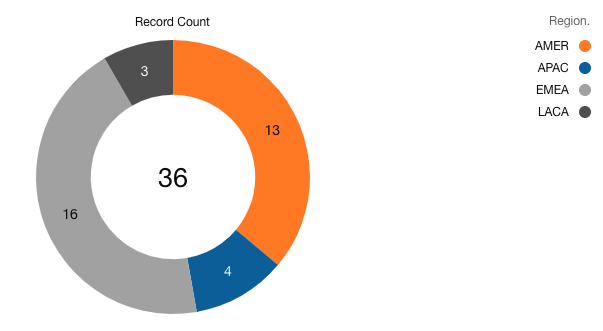 Record Count
Region.
AMER
APAC
EMEA
LACA
3
13
36
16
4